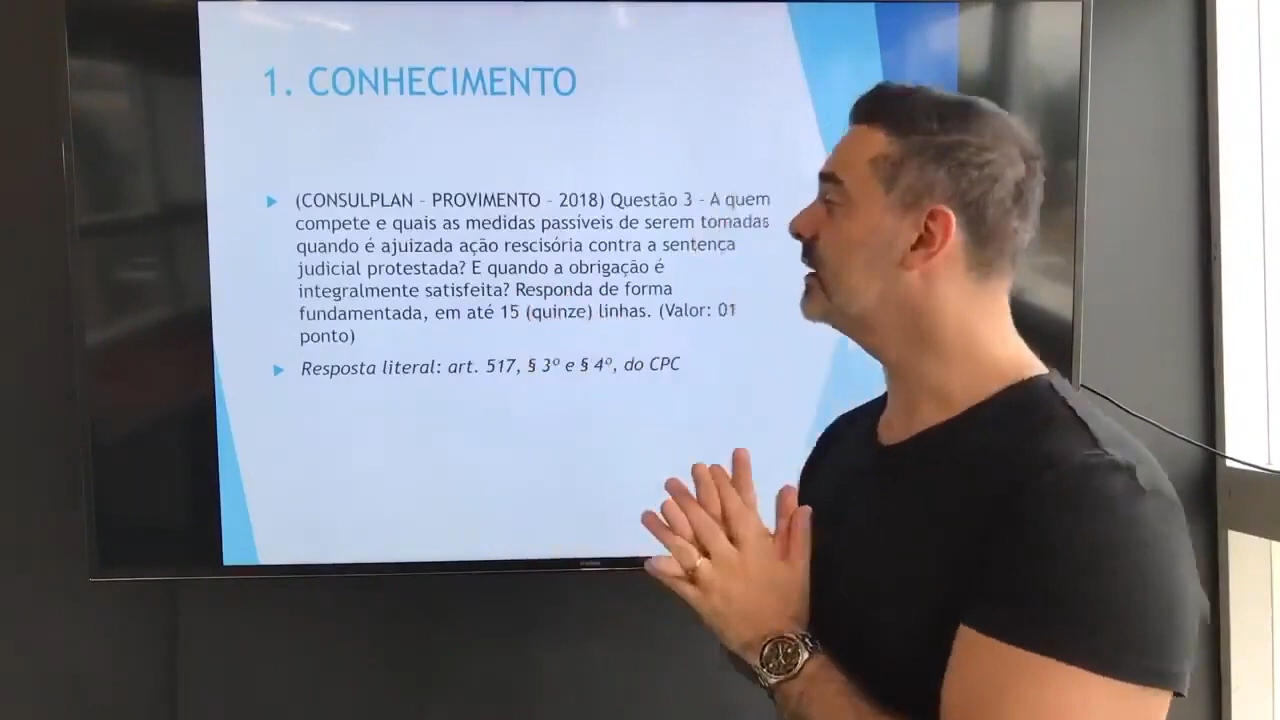 1. CONHECIMENTO
(CONSULPLAN – PROVIMENTO – 2018) Questão 3 - A quem
compete e quais as medidas passíveis de serem tomadas
quando é ajuizada ação rescisória contra a sentença
judicial protestada? E quando a obrigação é
integralmente satisfeita? Responda de forma
fundamentada, em até 15 (quinze) linhas. (Valor: 01
ponto)
Resposta literal: art. 517, § 3º e § 4º, do CPC